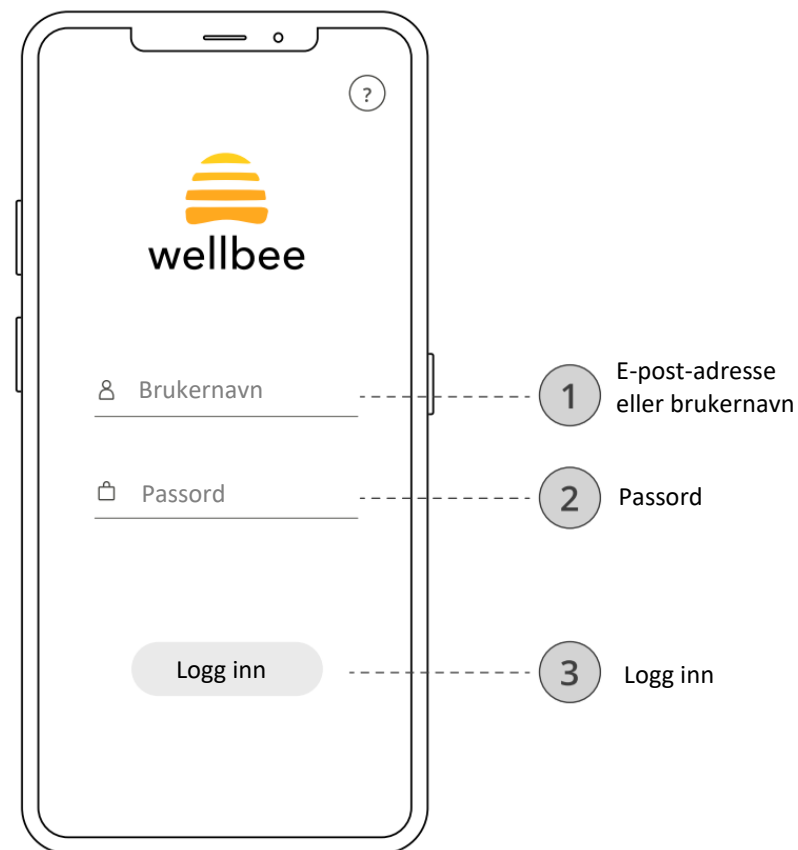 ?
wellbee
Brukernavn
1
E-post-adresse
eller brukernavn
Passord
2
Passord
Logg inn
3
Logg inn